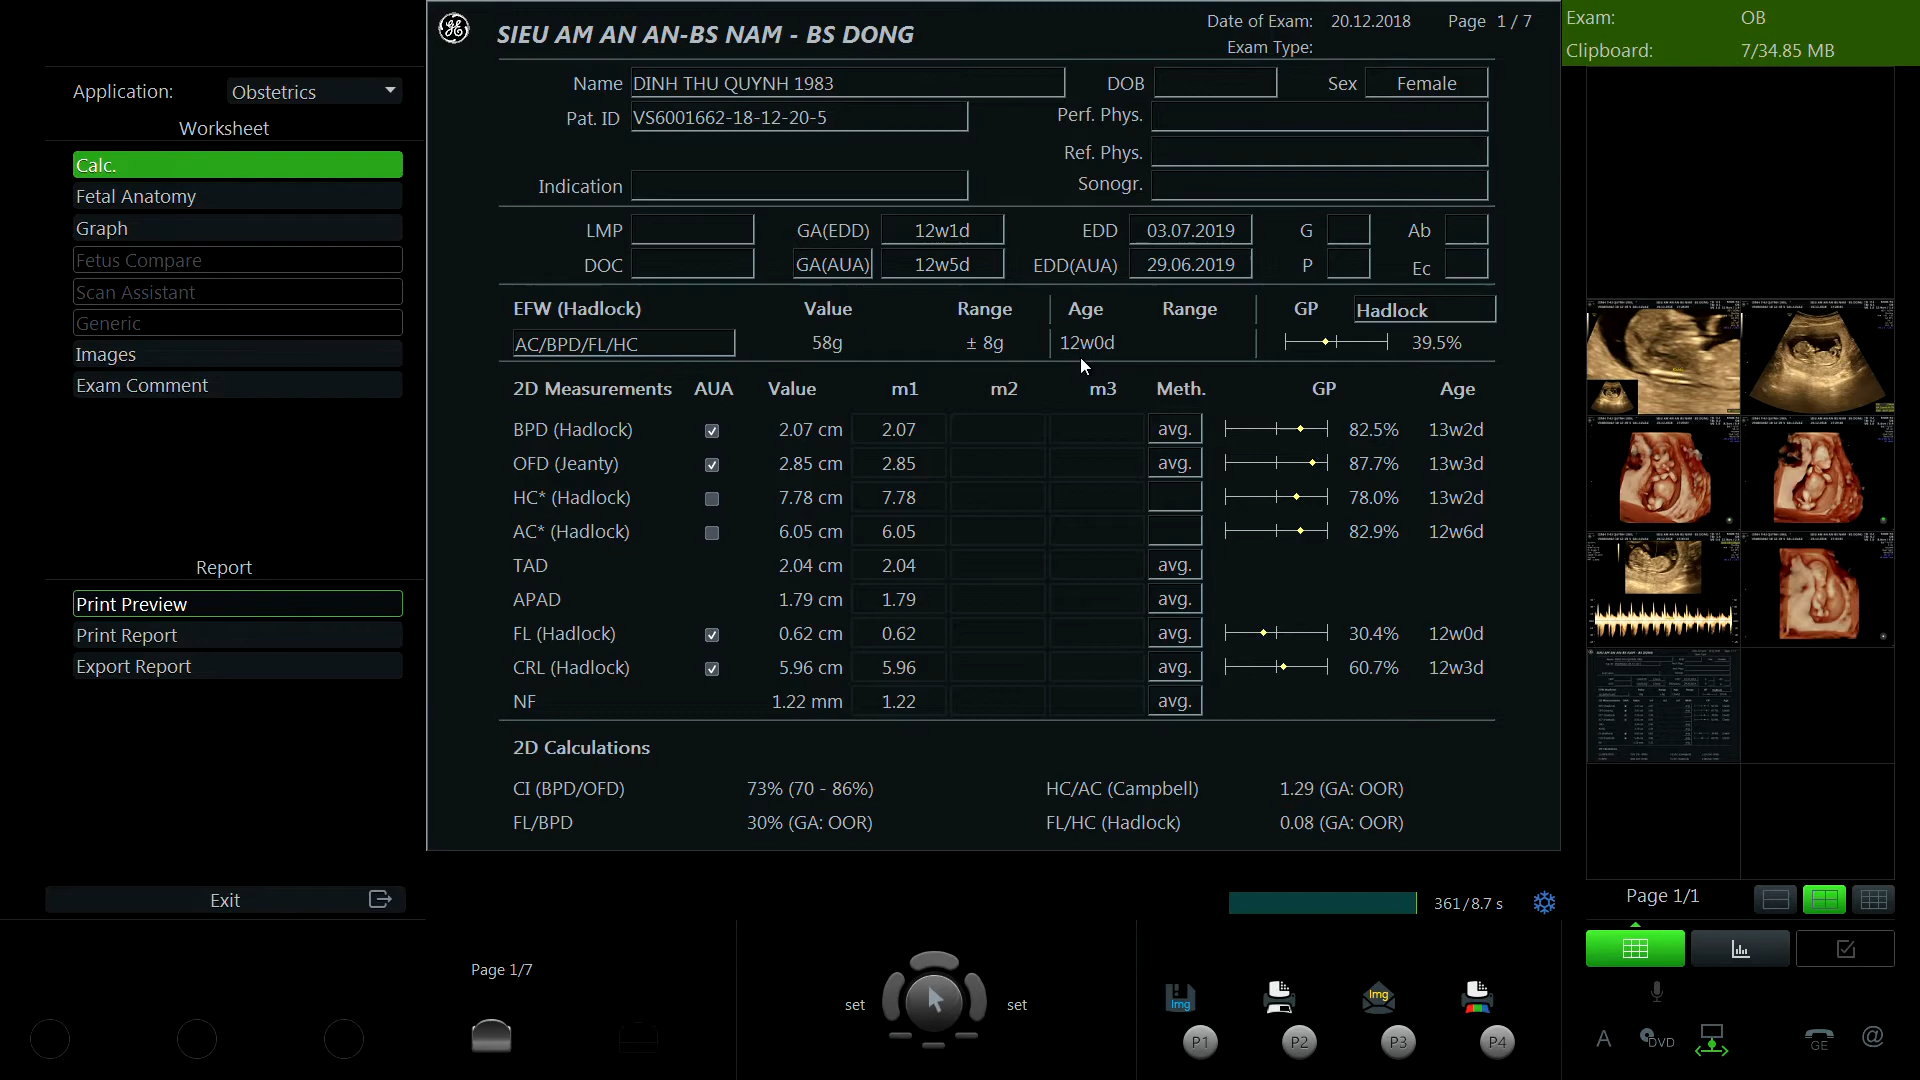 SIEU AM AN AN-BS NAM - BS DONG
Date of Exam: 20.12.2018 Page 1 / 7
Exam Type:
Exam: OB
Clipboard: 7/34.85 MB
Application: Obstetrics
Worksheet
Calc.
Fetal Anatomy
Graph
Fetus Compare
Scan Assistant
Generic
Images
Exam Comment
Report
Print Preview
Print Report
Export Report
Exit
Name DINH THU QUYNH 1983 DOB Sex Female
Pat. ID VS6001662-18-12-20-5 Perf. Phys.
Ref. Phys.
Indication Sonogr.
LMP GA(EDD) 12w1d EDD 03.07.2019 G Ab
DOC GA(AUA) 12w5d EDD(AUA) 29.06.2019 P Ec
EFW (Hadlock) Value Range Age Range GP Hadlock
AC/BPD/FL/HC 58g ± 8g 12w0d 39.5%
2D Measurements AUA Value m1 m2 m3 Meth. GP Age
BPD (Hadlock) 2.07 cm 2.07 avg. 82.5% 13w2d
OFD (Jeanty) 2.85 cm 2.85 avg. 87.7% 13w3d
HC* (Hadlock) 7.78 cm 7.78 78.0% 13w2d
AC* (Hadlock) 6.05 cm 6.05 82.9% 12w6d
TAD 2.04 cm 2.04 avg.
APAD 1.79 cm 1.79 avg.
FL (Hadlock) 0.62 cm 0.62 avg. 30.4% 12w0d
CRL (Hadlock) 5.96 cm 5.96 avg. 60.7% 12w3d
NF 1.22 mm 1.22 avg.
2D Calculations
CI (BPD/OFD) 73% (70 - 86%) HC/AC (Campbell) 1.29 (GA: OOR)
FL/BPD 30% (GA: OOR) FL/HC (Hadlock) 0.08 (GA: OOR)
361/8.7 s
Page 1/1
Page 1/7
set set
Img Img
P1 P2 P3 P4
A DVD GE @